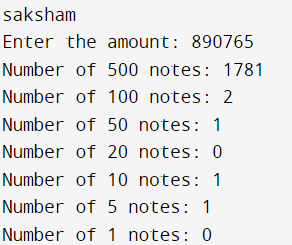 saksham
Enter the amount: 890765
Number of 500 notes: 1781
Number of 100 notes: 2
Number of 50 notes: 1
Number of 20 notes: 0
Number of 10 notes: 1
Number of 5 notes: 1
Number of 1 notes: 0